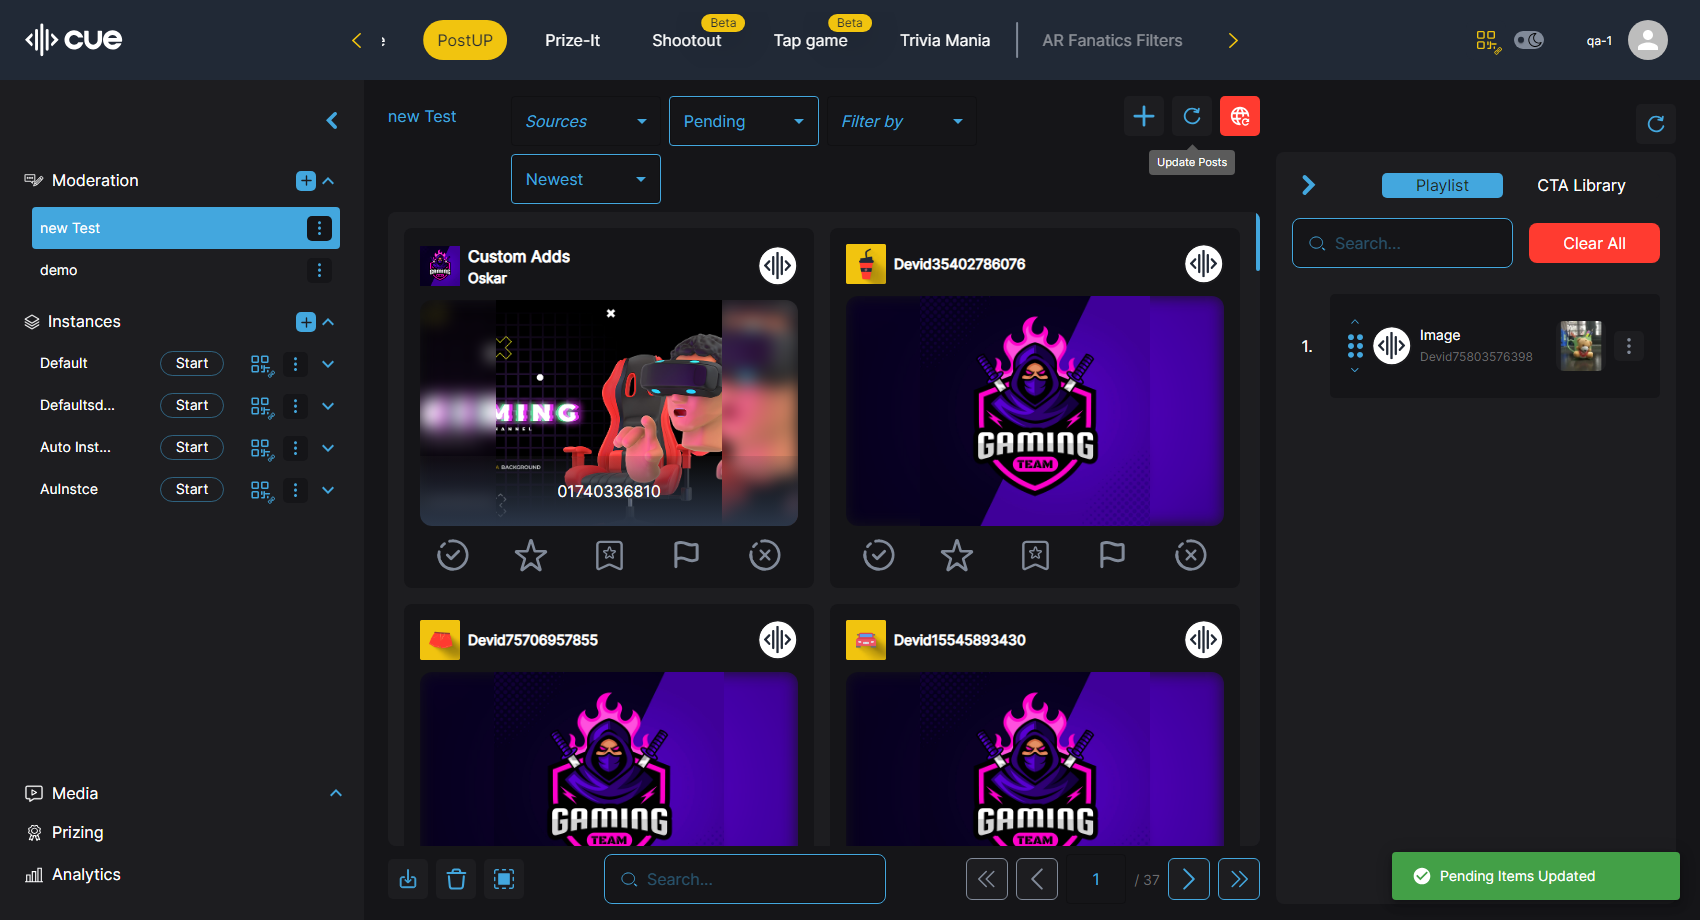 cue
PostUP
Prize-It
Shootout
Beta
Tap game
Beta
Trivia Mania
AR Fanatics Filters
qa-1
Moderation
new Test
demo
Instances
Default
Start
Defaultsd...
Start
Auto Inst...
Start
AuInstce
Start
Media
Prizing
Analytics
new Test
Sources
Pending
Filter by
Newest
Update Posts
Custom Adds
Oskar
MING
CHANNEL
BACKGROUND
01740336810
Devid35402786076
GAMING
TEAM
Devid75706957855
GAMING
TEAM
Devid15545893430
GAMING
TEAM
Search...
1
/ 37
Playlist
CTA Library
Search...
Clear All
1.
Image
Devid75803576398
Pending Items Updated